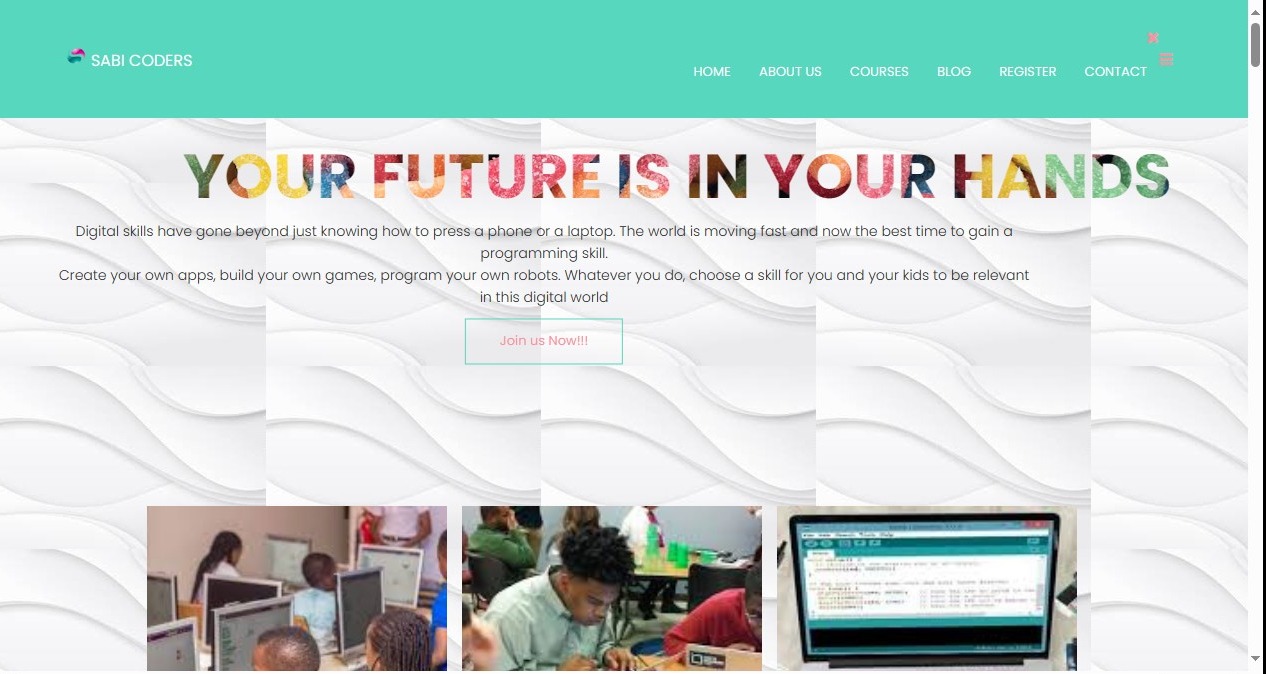 SABI CODERS
HOME ABOUT US COURSES BLOG REGISTER CONTACT
YOUR FUTURE IS IN YOUR HANDS
Digital skills have gone beyond just knowing how to press a phone or a laptop. The world is moving fast and now the best time to gain a
programming skill.
Create your own apps, build your own games, program your own robots. Whatever you do, choose a skill for you and your kids to be relevant
in this digital world
Join us Now!!!